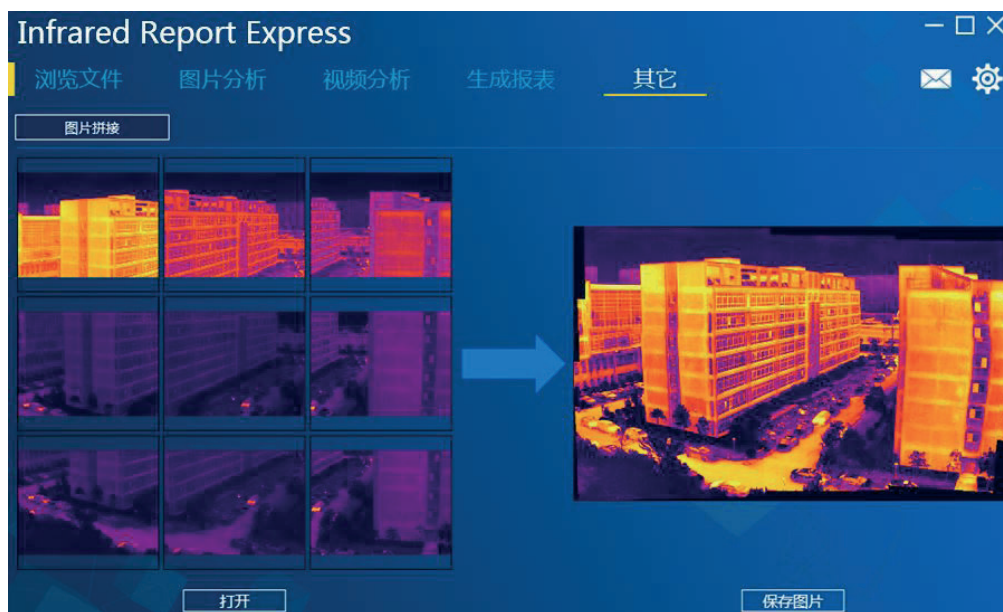 Infrared Report Express
浏览文件 图片分析 视频分析 生成报表 其它
图片拼接
打开 保存图片